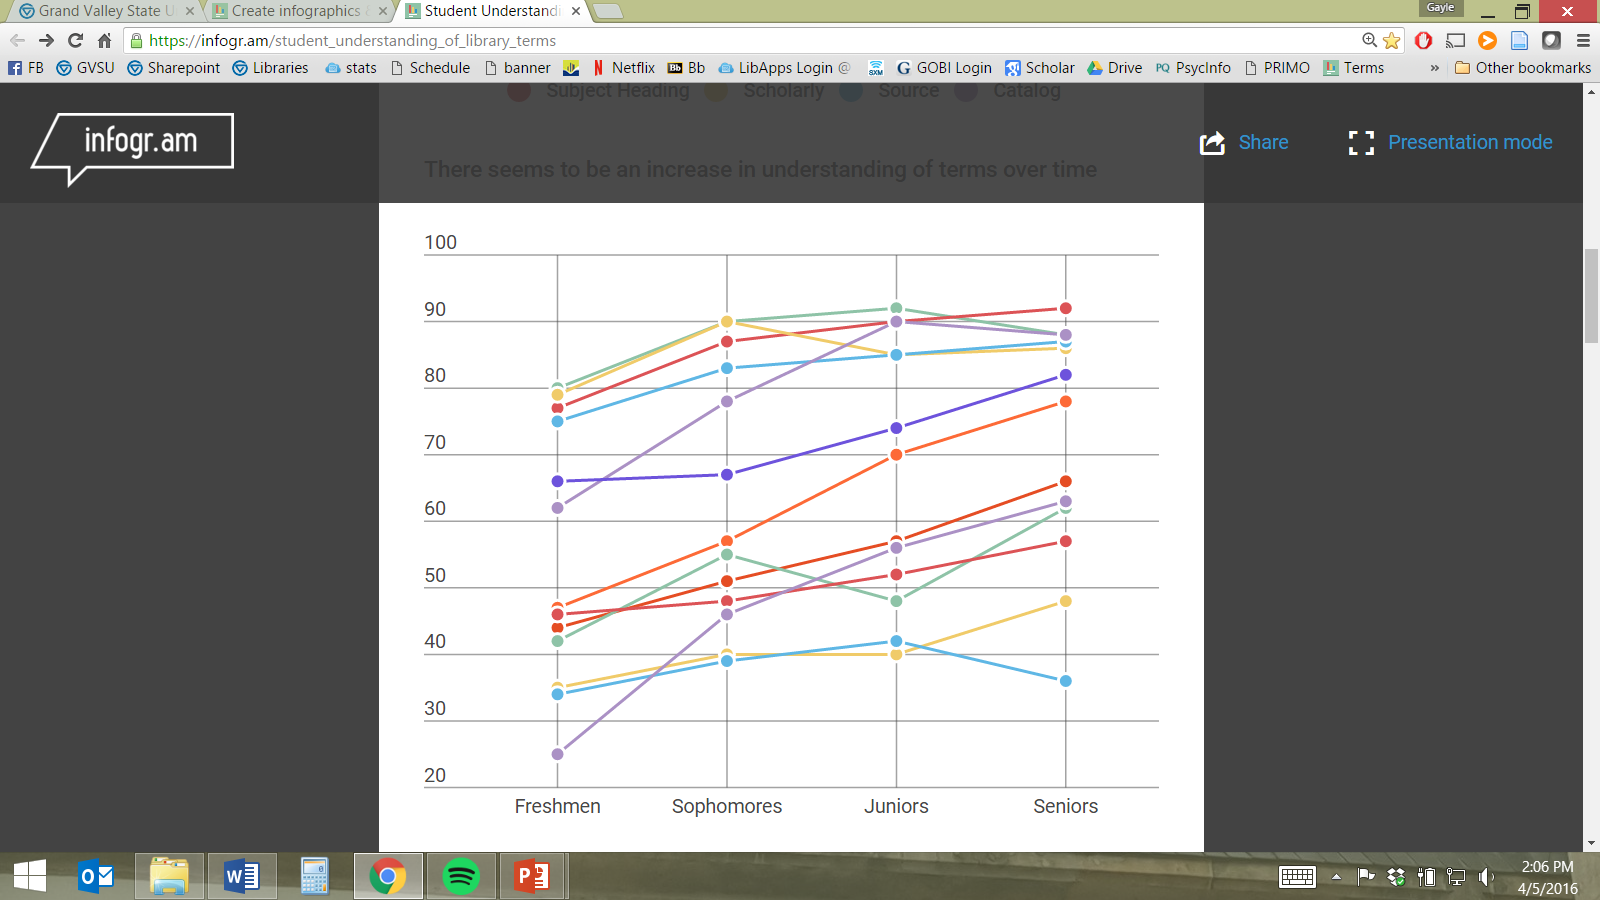 Grand Valley State U
Create infographics &
Student Understandi
Gayle
https://infogr.am/student_understanding_of_library_terms
FB GVSU Sharepoint Libraries stats Schedule banner Netflix Bb Bb LibApps Login @ SXM G GOBI Login Scholar Drive PQ PsycInfo PRIMO Terms » Other bookmarks
Subject Heading Scholarly Source Catalog
infogr.am
Share Presentation mode
There seems to be an increase in understanding of terms over time
100
90
80
70
60
50
40
30
20
Freshmen Sophomores Juniors Seniors
2:06 PM
4/5/2016